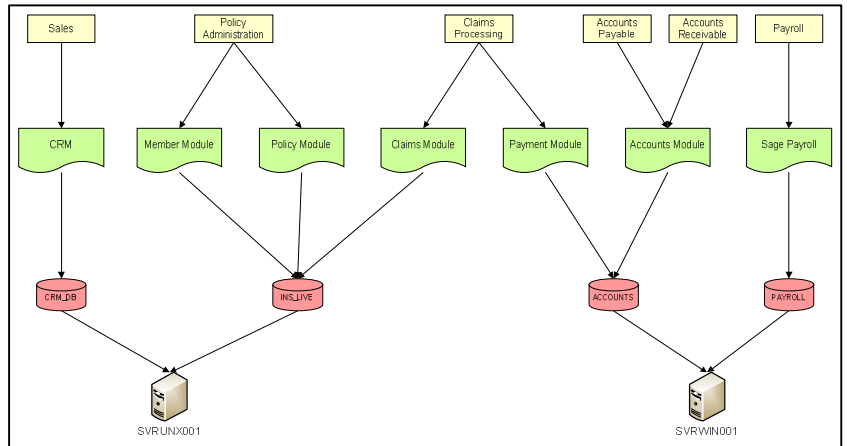 Sales
Policy
Administration
Claims
Processing
Accounts
Payable
Accounts
Receivable
Payroll
CRM
Member Module
Policy Module
Claims Module
Payment Module
Accounts Module
Sage Payroll
CRM_DB
INS_LIVE
ACCOUNTS
PAYROLL
SVRUNX001
SVRWIN001